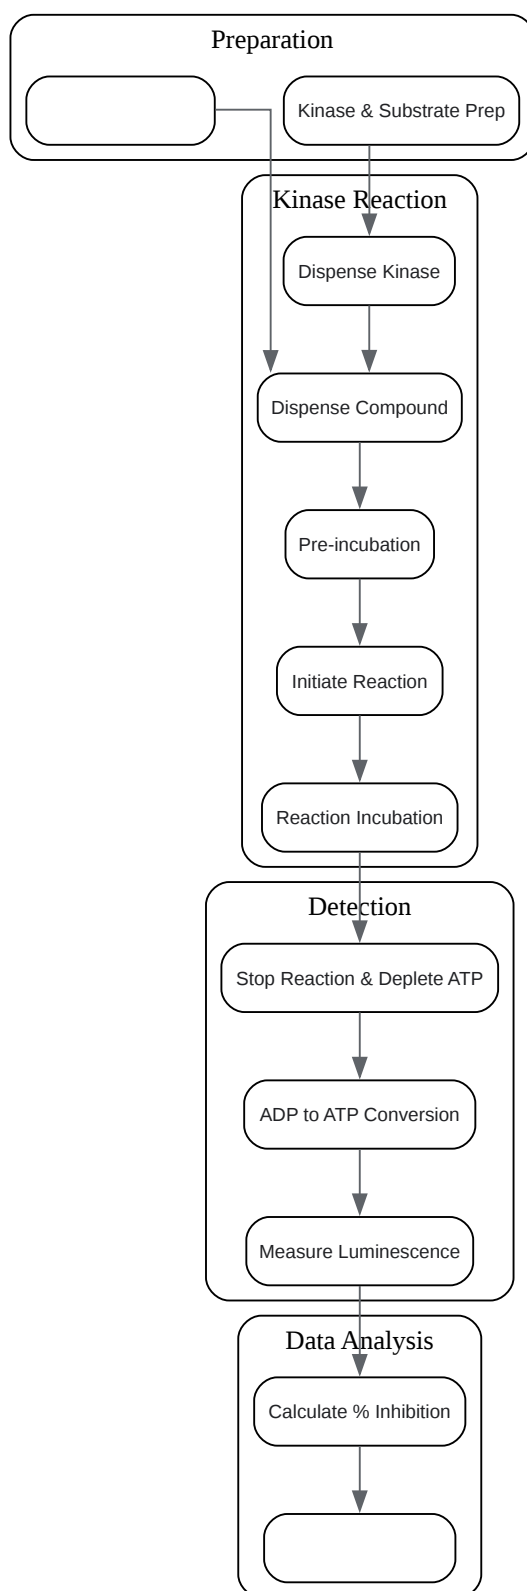 Preparation
Kinase & Substrate Prep
Kinase Reaction
Dispense Kinase
Dispense Compound
Pre-incubation
Initiate Reaction
Reaction Incubation
Detection
Stop Reaction & Deplete ATP
ADP to ATP Conversion
Measure Luminescence
Data Analysis
Calculate % Inhibition